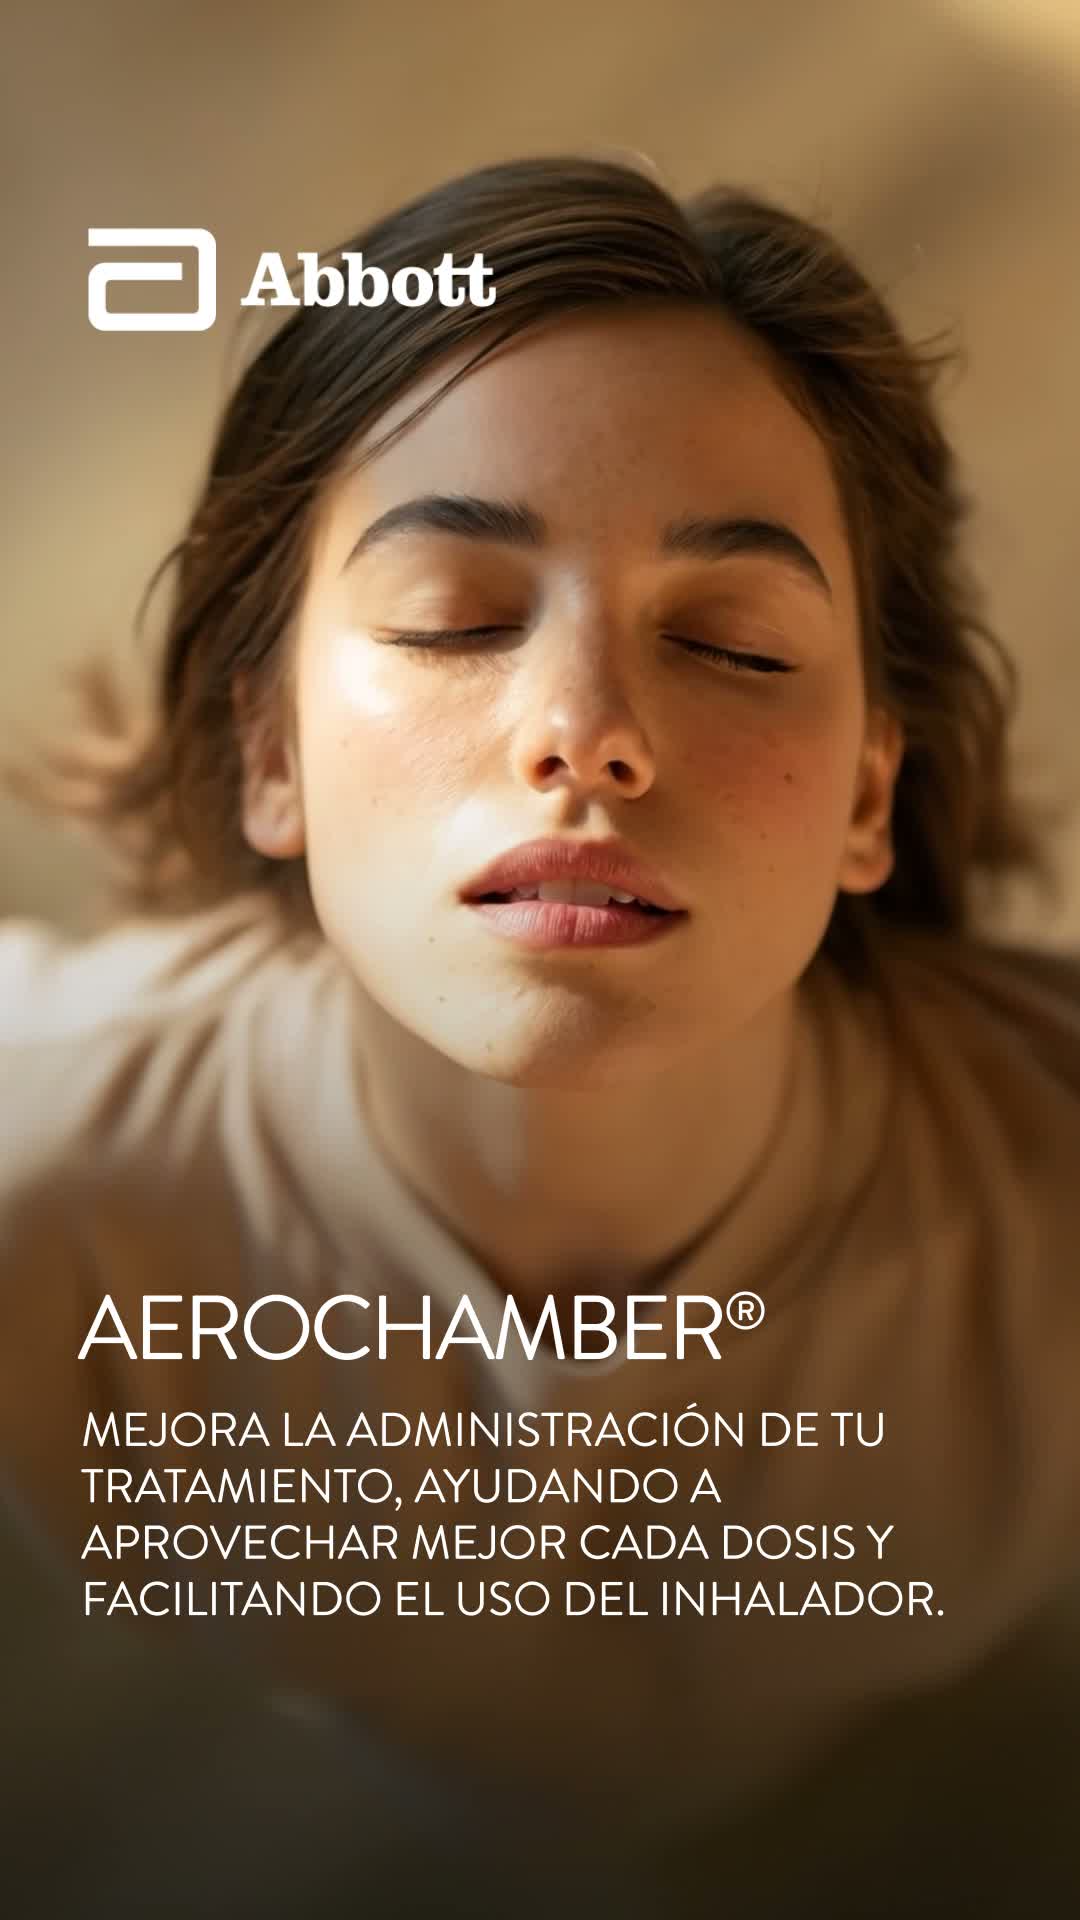 Abbott
AEROCHAMBER®
MEJORA LA ADMINISTRACIÓN DE TU
TRATAMIENTO, AYUDANDO A
APROVECHAR MEJOR CADA DOSIS Y
FACILITANDO EL USO DEL INHALADOR.